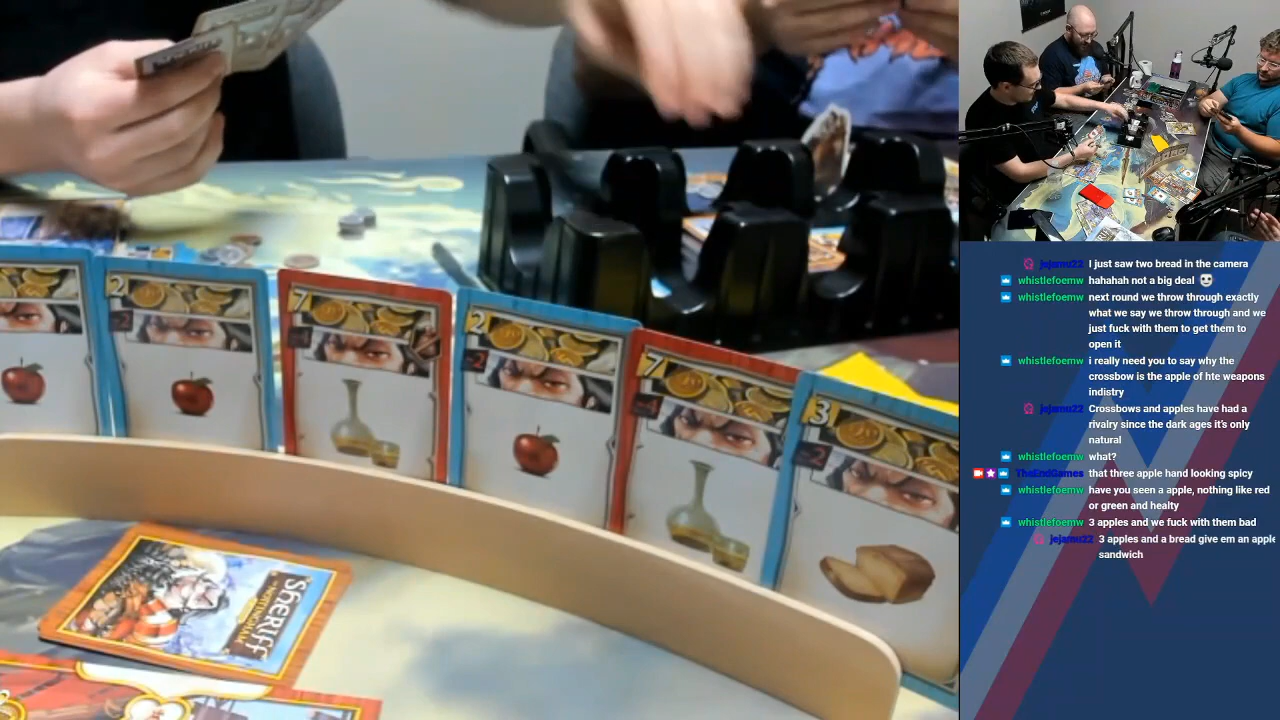 2
7
2
7
3
SHERIFF
OF NOTTINGHAM
jejamu22 I just saw two bread in the camera
whistlefoemw hahahah not a big deal
whistlefoemw next round we throw through exactly
what we say we throw through and we
just fuck with them to get them to
open it
whistlefoemw i really need you to say why the
crossbow is the apple of hte weapons
indistry
jejamu22 Crossbows and apples have had a
rivalry since the dark ages it's only
natural
whistlefoemw what?
TheEndGames that three apple hand looking spicy
whistlefoemw have you seen a apple, nothing like red
or green and healty
whistlefoemw 3 apples and we fuck with them bad
jejamu22 3 apples and a bread give em an apple
sandwich